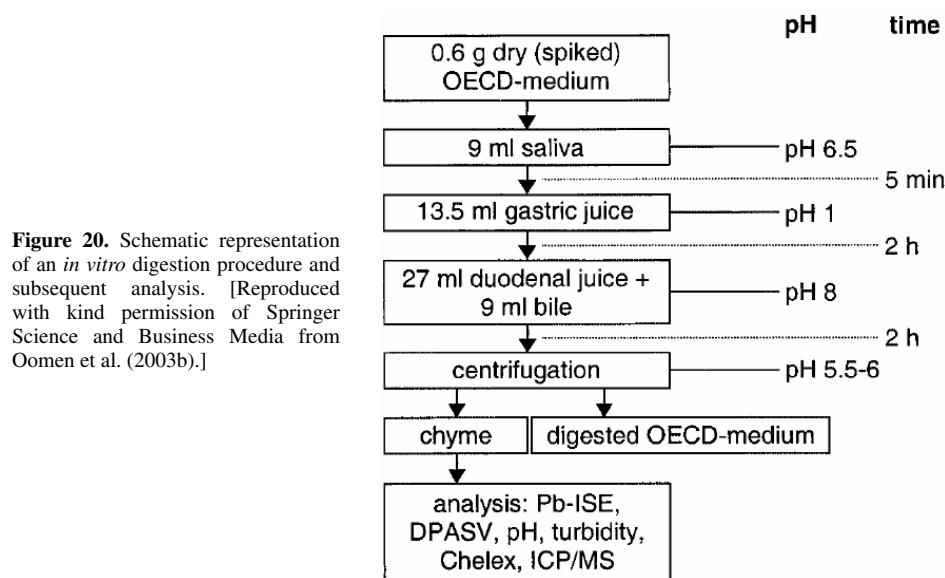 pH time
0.6 g dry (spiked)
OECD-medium
9 ml saliva
pH 6.5
5 min
13.5 ml gastric juice
pH 1
2 h
27 ml duodenal juice +
9 ml bile
pH 8
2 h
centrifugation
pH 5.5-6
chyme
digested OECD-medium
analysis: Pb-ISE,
DPASV, pH, turbidity,
Chelex, ICP/MS
Figure 20. Schematic representation
of an in vitro digestion procedure and
subsequent analysis. [Reproduced
with kind permission of Springer
Science and Business Media from
Oomen et al. (2003b).]